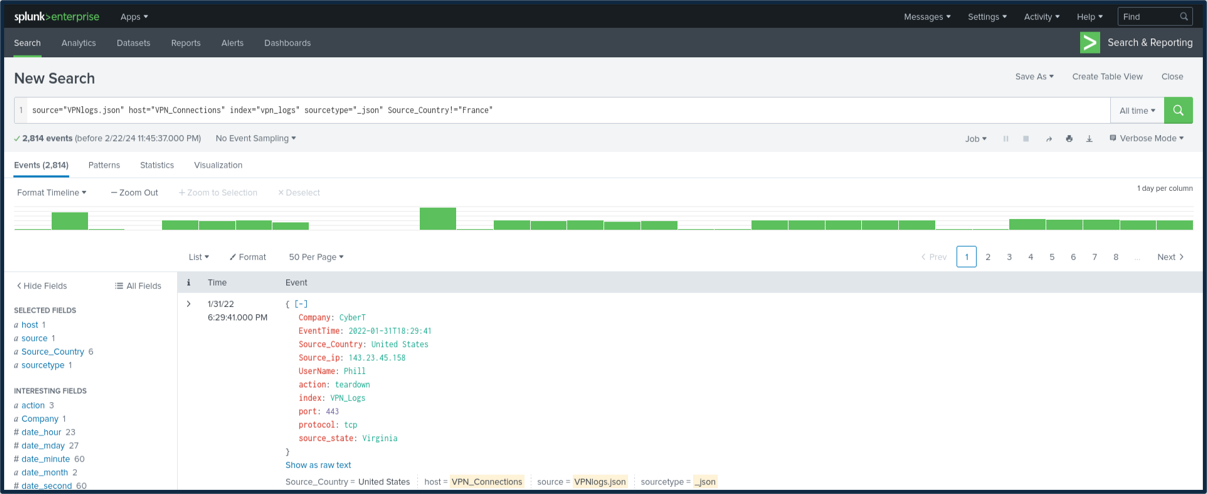 splunk>enterprise Apps Messages Settings Activity Help Find
Search Analytics Datasets Reports Alerts Dashboards Search & Reporting
New Search Save As Create Table View Close
1 source="VPNlogs.json" host="VPN_Connections" index="vpn_logs" sourcetype="_json" Source_Country!="France" All time
✓ 2,814 events (before 2/22/24 11:45:37.000 PM) No Event Sampling Job Verbose Mode
Events (2,814) Patterns Statistics Visualization
Format Timeline — Zoom Out + Zoom to Selection × Deselect 1 day per column
List Format 50 Per Page < Prev 1 2 3 4 5 6 7 8 ... Next >
< Hide Fields All Fields i Time Event
SELECTED FIELDS
a host 1
a source 1
a Source_Country 6
a sourcetype 1
INTERESTING FIELDS
a action 3
a Company 1
# date_hour 23
# date_mday 27
# date_minute 60
a date_month 2
# date_second 60
> 1/31/22
6:29:41.000 PM
{ [-]
Company: CyberT
EventTime: 2022-01-31T18:29:41
Source_Country: United States
Source_ip: 143.23.45.158
UserName: Phill
action: teardown
index: VPN_Logs
port: 443
protocol: tcp
source_state: Virginia
}
Show as raw text
Source_Country = United States host = VPN_Connections source = VPNlogs.json sourcetype = _json